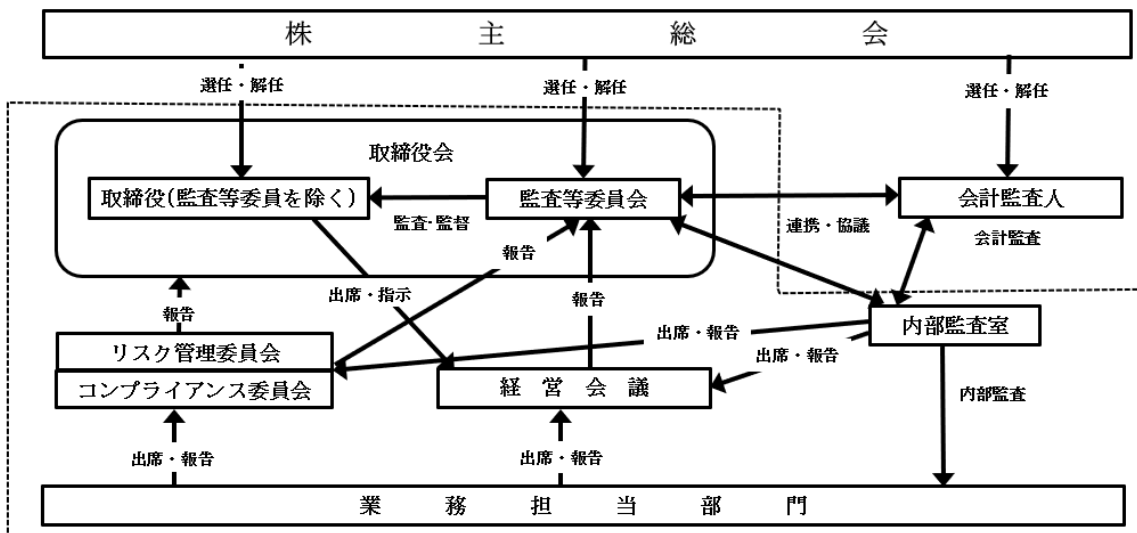 株主総会
選任・解任
選任・解任
選任・解任
取締役会
取締役(監査等委員を除く)
監査等委員会
会計監査人
監査・監督
連携・協議
会計監査
報告
出席・指示
報告
報告
内部監査室
出席・報告
出席・報告
リスク管理委員会
コンプライアンス委員会
経営会議
内部監査
出席・報告
出席・報告
業務担当部門